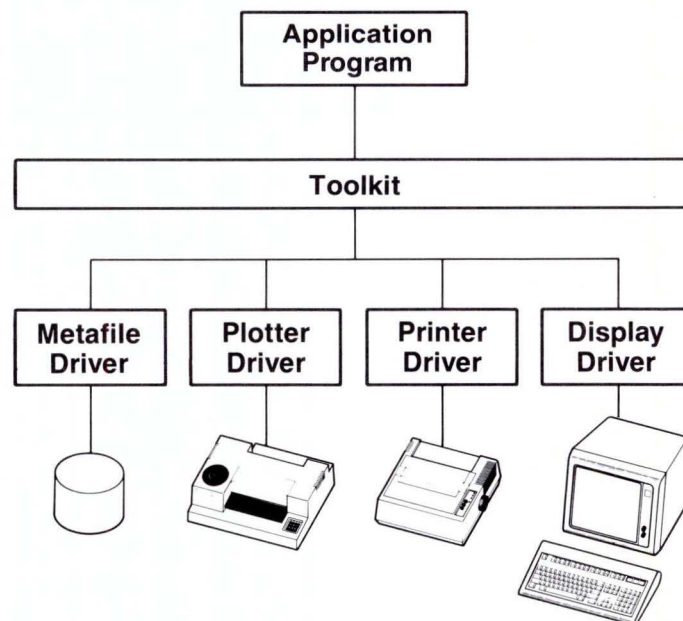 Application
Program
Toolkit
Metafile
Driver
Plotter
Driver
Printer
Driver
Display
Driver